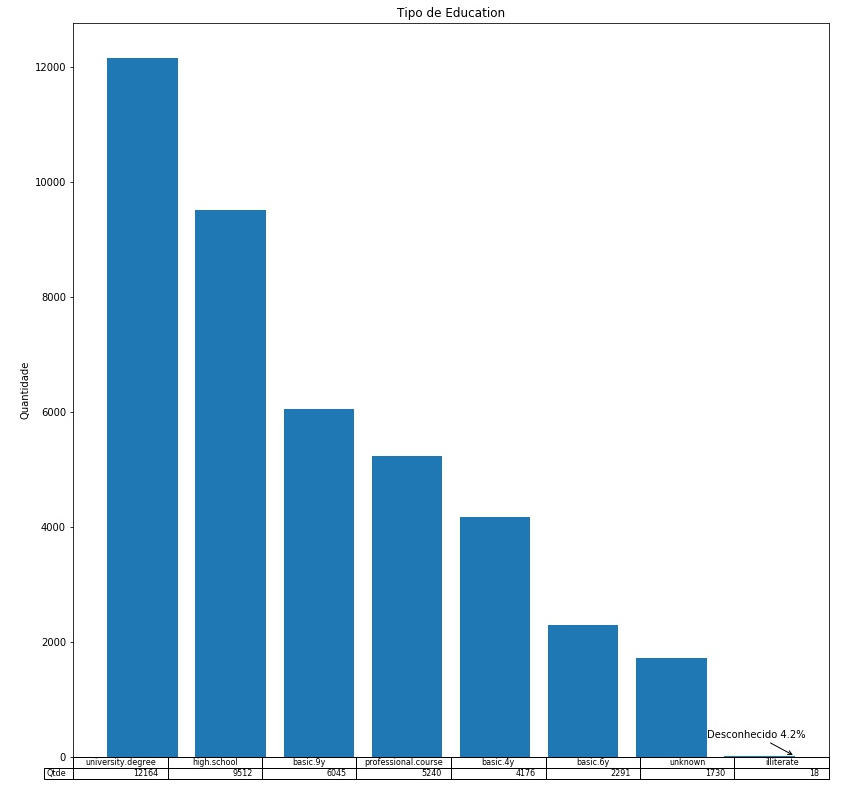 Tipo de Education
12000
10000
8000
6000
4000
2000
0
Quantidade
Desconhecido 4.2%
university.degree high.school basic.9y professional.course basic.4y basic.6y unknown illiterate
Qtde 12164 9512 6045 5240 4176 2291 1730 18